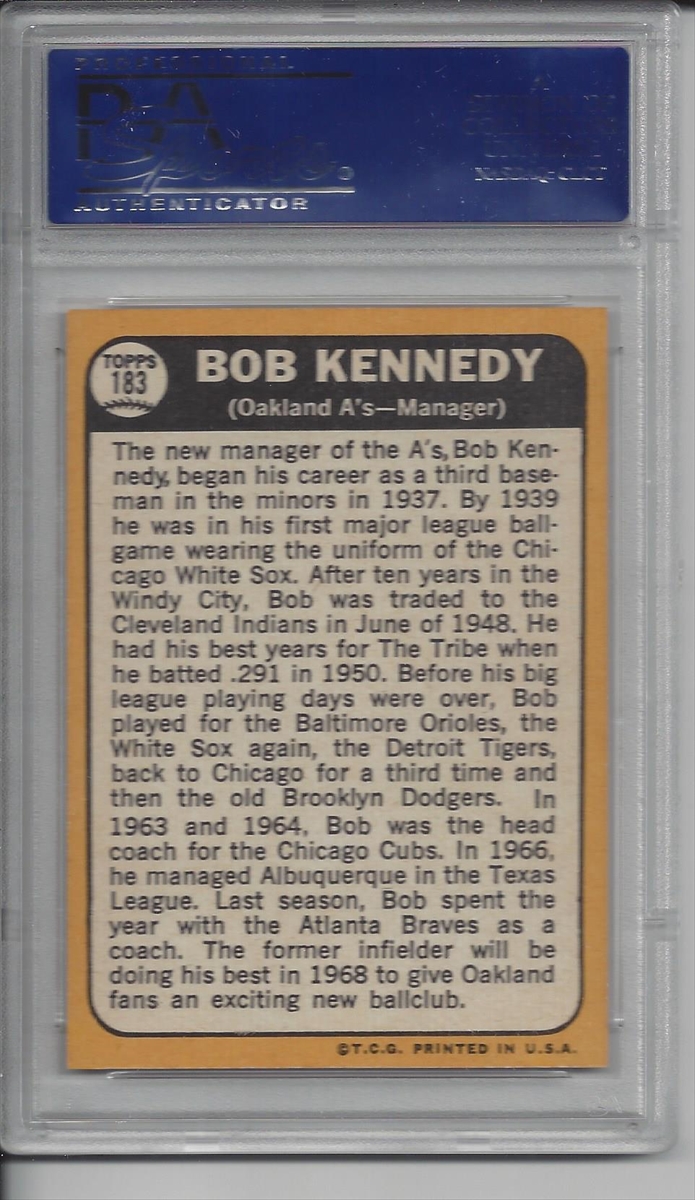 PROFESSIONAL
PSA
Sports®
AUTHENTICATOR
A
NASDAQ: CLCT
TOPPS
183
BOB KENNEDY
(Oakland A's—Manager)
The new manager of the A's, Bob Ken-
nedy, began his career as a third base-
man in the minors in 1937. By 1939
he was in his first major league ball-
game wearing the uniform of the Chi-
cago White Sox. After ten years in the
Windy City, Bob was traded to the
Cleveland Indians in June of 1948. He
had his best years for The Tribe when
he batted .291 in 1950. Before his big
league playing days were over, Bob
played for the Baltimore Orioles, the
White Sox again, the Detroit Tigers,
back to Chicago for a third time and
then the old Brooklyn Dodgers. In
1963 and 1964, Bob was the head
coach for the Chicago Cubs. In 1966,
he managed Albuquerque in the Texas
League. Last season, Bob spent the
year with the Atlanta Braves as a
coach. The former infielder will be
doing his best in 1968 to give Oakland
fans an exciting new ballclub.
©T.C.G. PRINTED IN U.S.A.